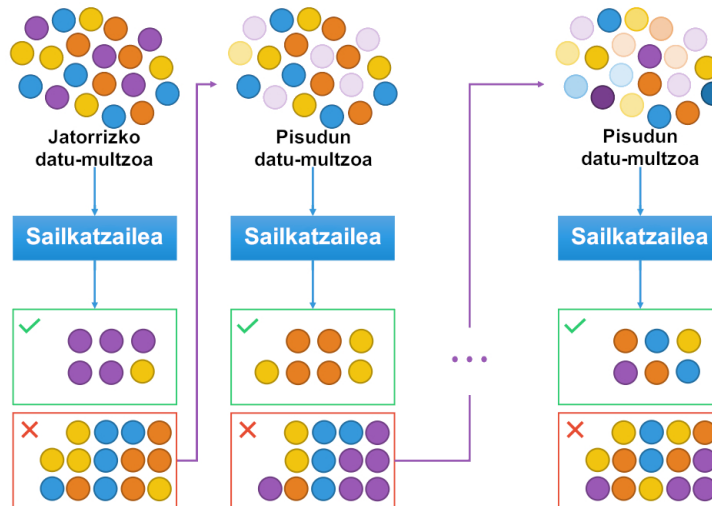 Jatorrizko
datu-multzoa
Pisudun
datu-multzoa
Pisudun
datu-multzoa
Sailkatzailea
Sailkatzailea
Sailkatzailea